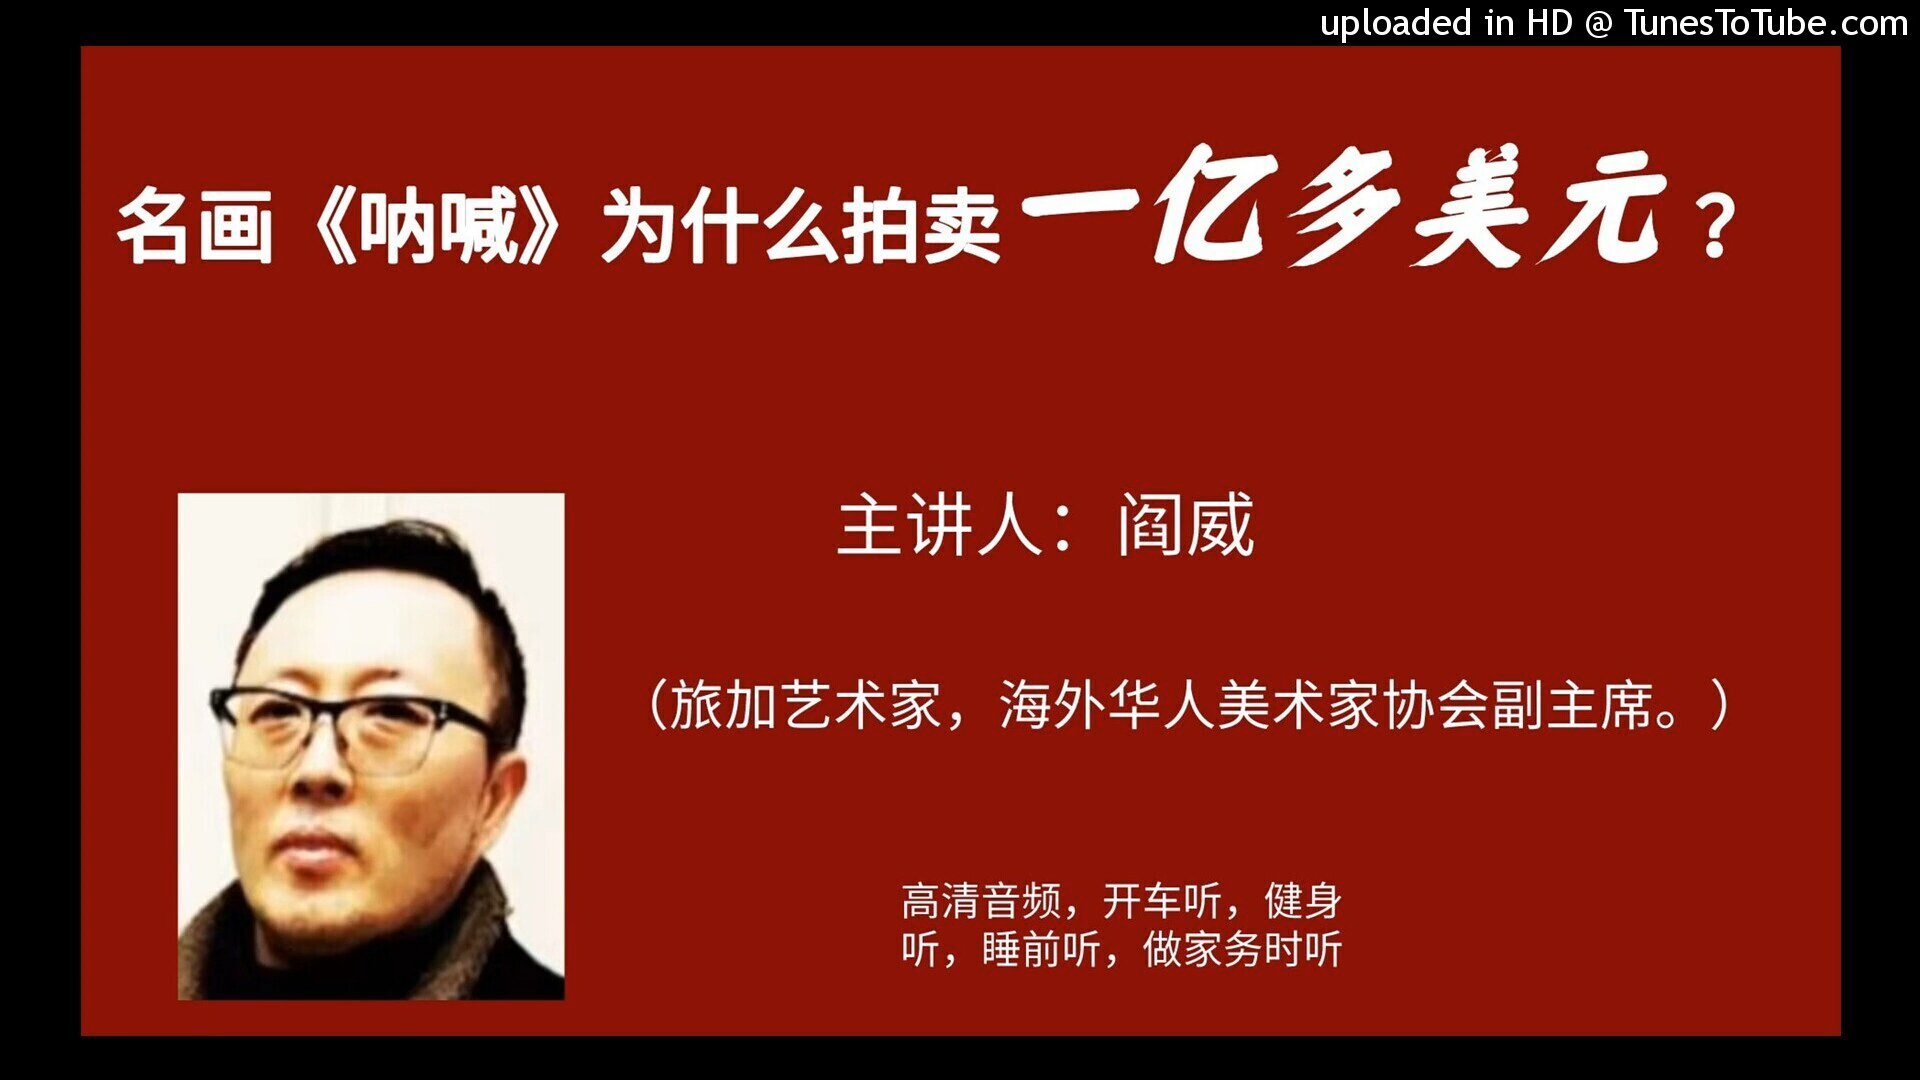 uploaded in HD @ TunesToTube.com
名画《呐喊》为什么拍卖一亿多美元？
主讲人：阎威
（旅加艺术家，海外华人美术家协会副主席。）
高清音频，开车听，健身
听，睡前听，做家务时听